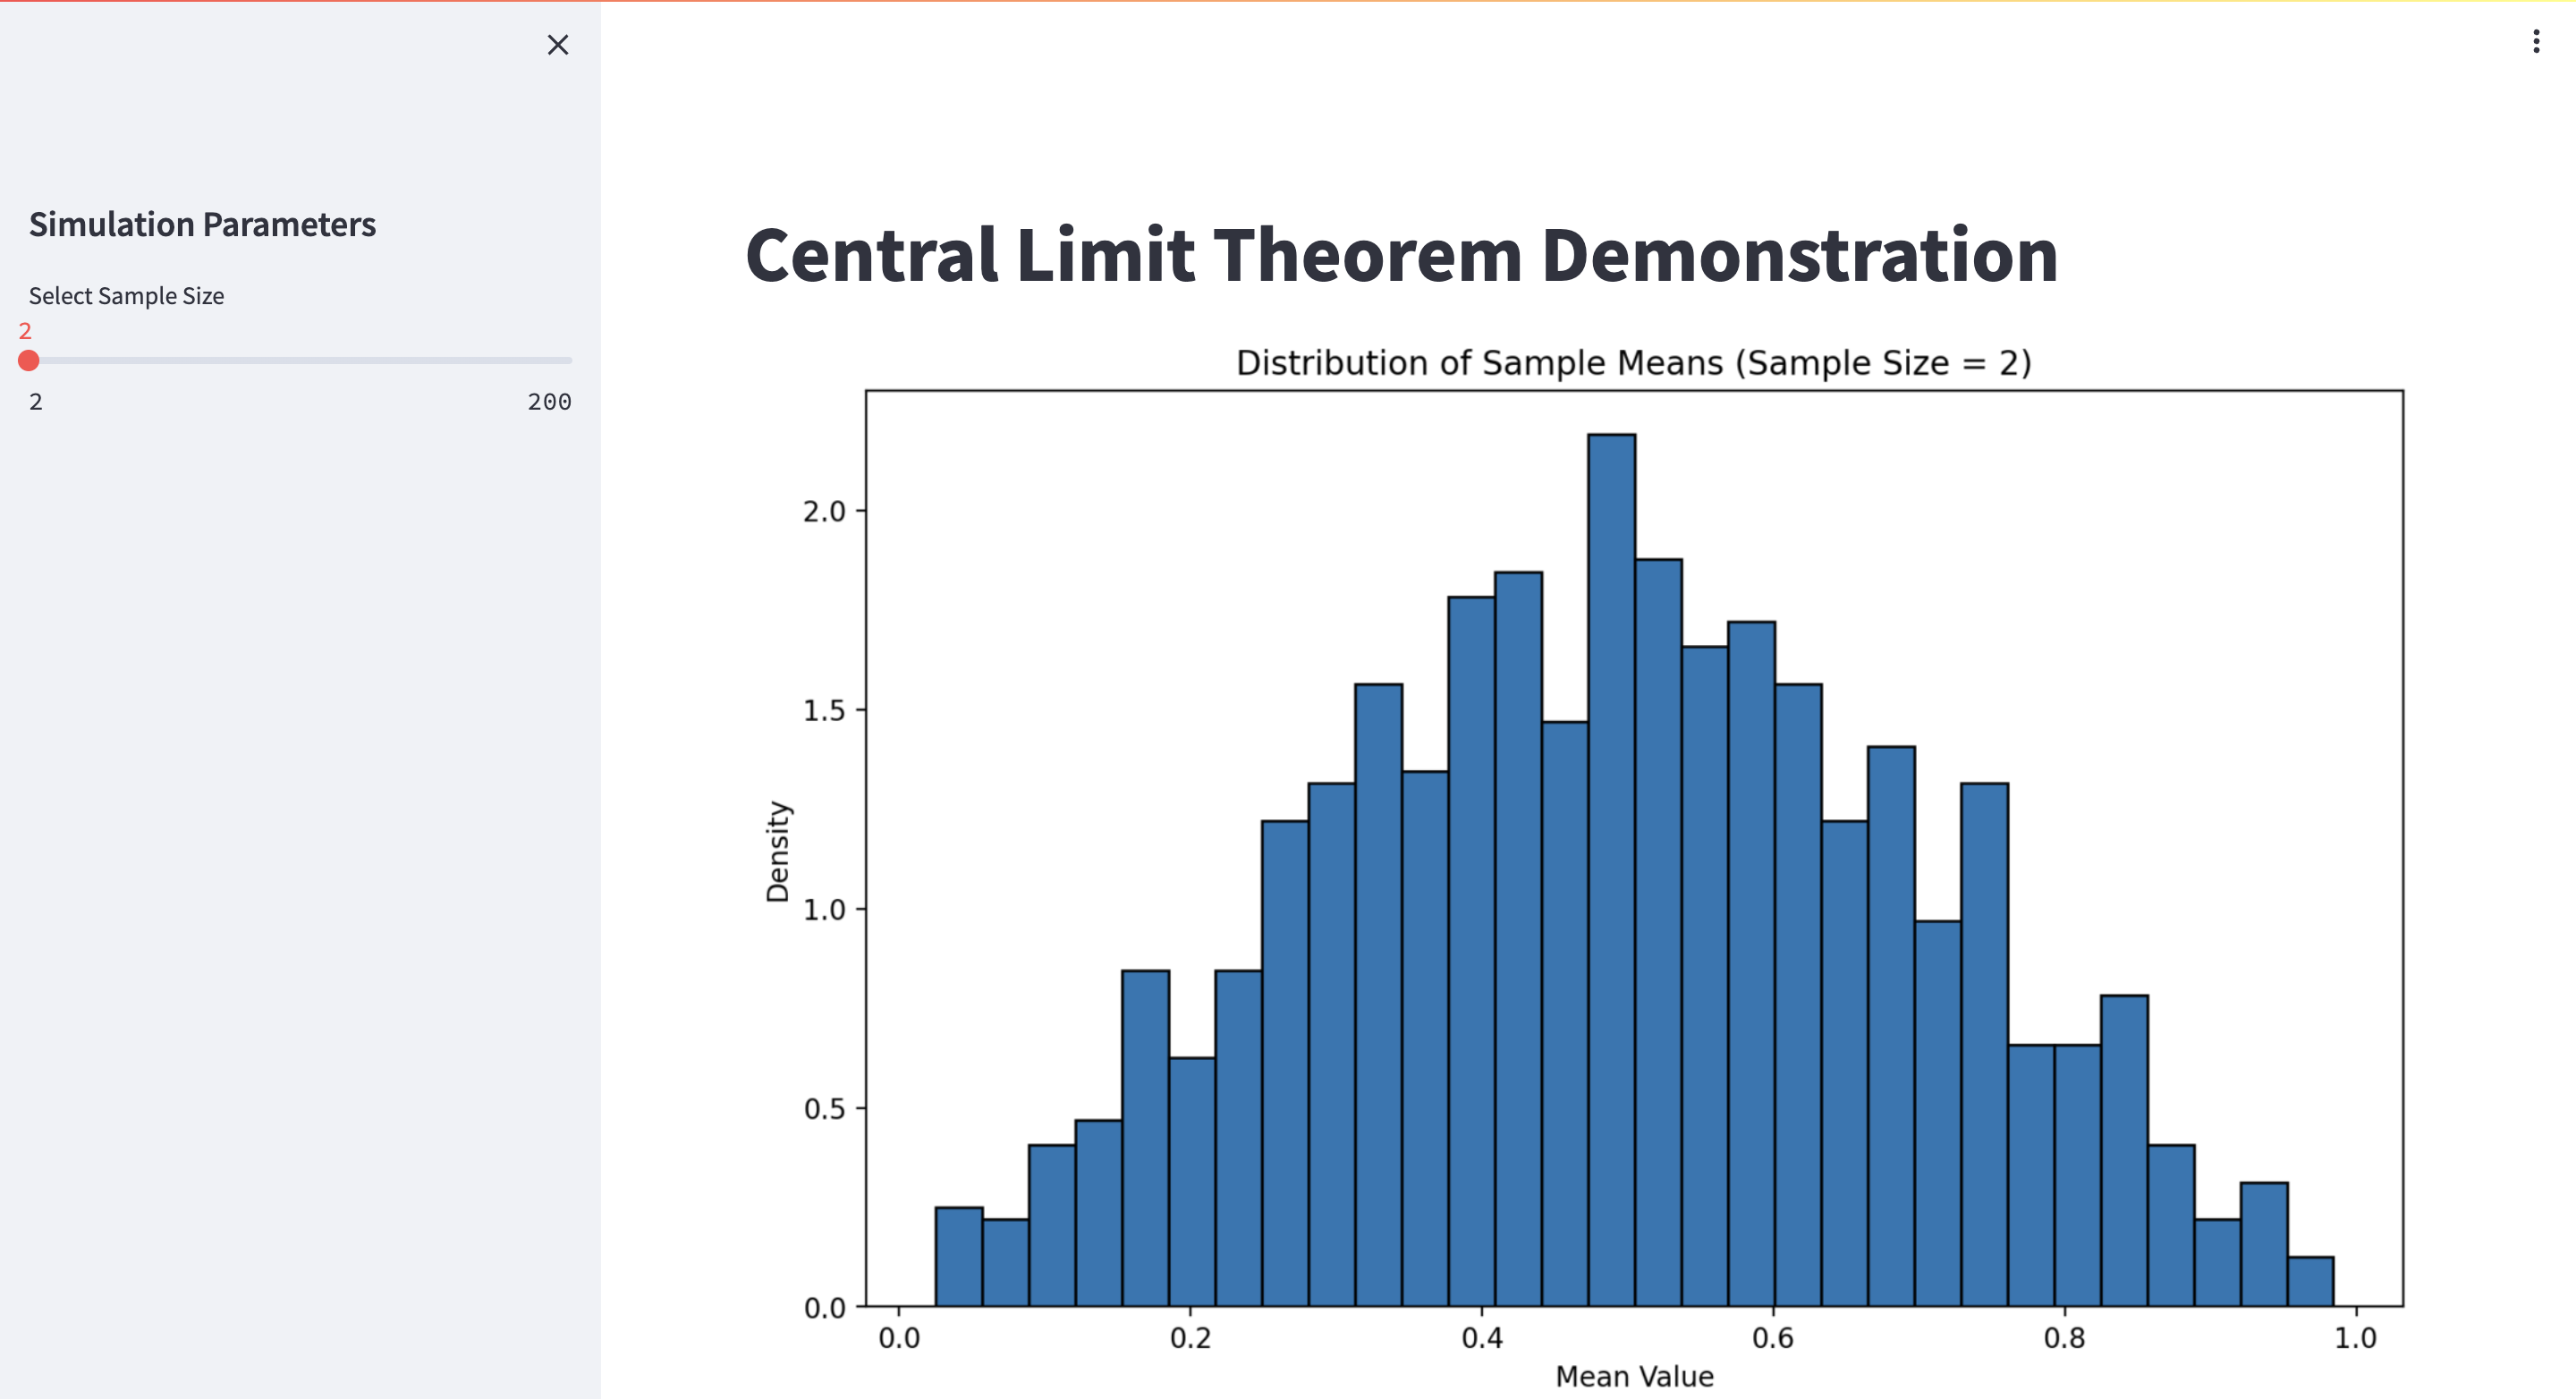 Simulation Parameters
Select Sample Size
2
2 200
Central Limit Theorem Demonstration
Distribution of Sample Means (Sample Size = 2)
2.0
1.5
1.0
0.5
0.0
Density
0.0 0.2 0.4 0.6 0.8 1.0
Mean Value